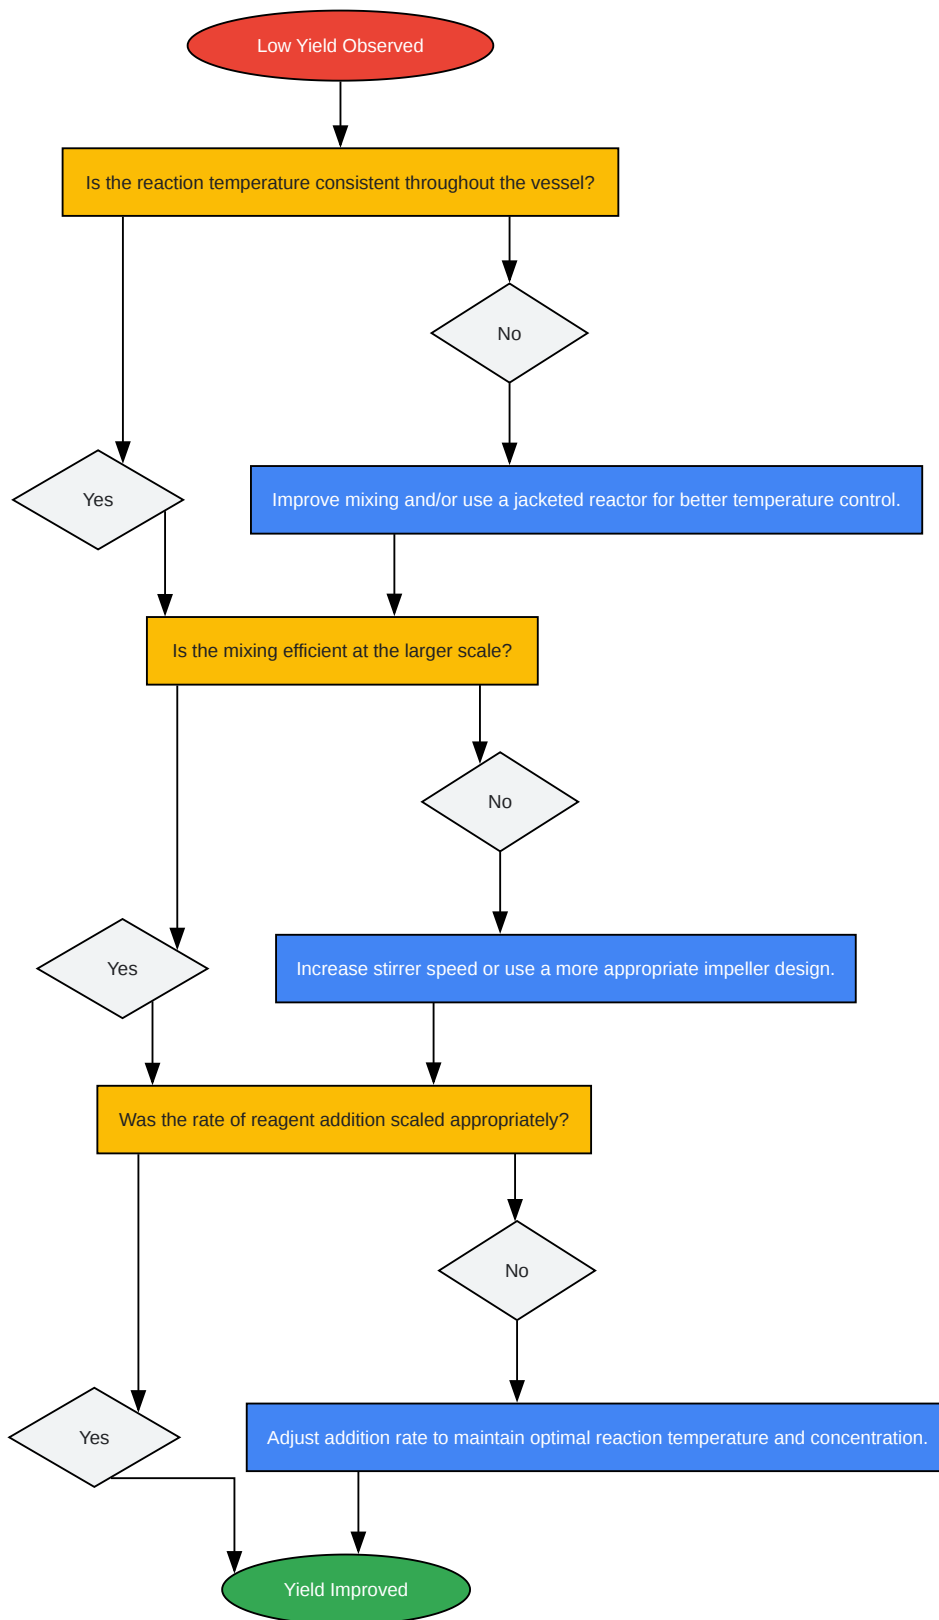 Low Yield Observed
Is the reaction temperature consistent throughout the vessel?
No
Yes
Improve mixing and/or use a jacketed reactor for better temperature control.
Is the mixing efficient at the larger scale?
No
Yes
Increase stirrer speed or use a more appropriate impeller design.
Was the rate of reagent addition scaled appropriately?
No
Yes
Adjust addition rate to maintain optimal reaction temperature and concentration.
Yield Improved